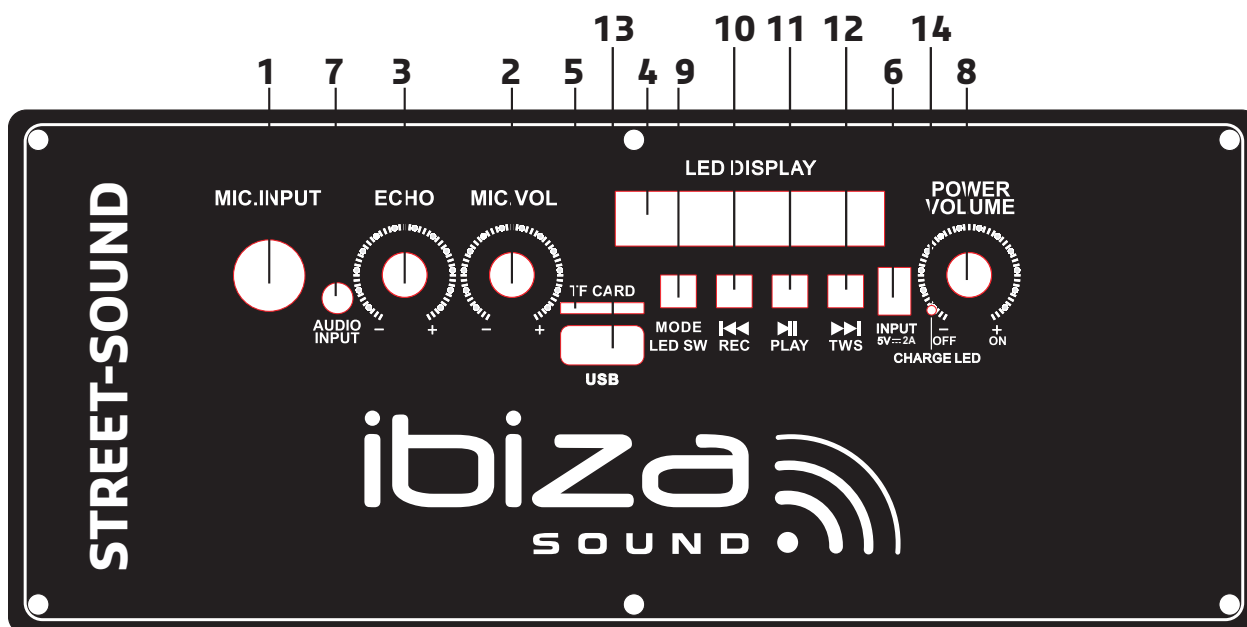 13 10 11 12 14
1 7 3 2 5 4 9 6 8
LED DISPLAY
MIC.INPUT ECHO MIC.VOL
POWER
VOLUME
TF CARD
AUDIO
INPUT
− +
− +
MODE
LED SW
REC
PLAY
TWS
INPUT
5V⎓2A
− +
OFF ON
CHARGE LED
USB
STREET-SOUND
ibiza
SOUND